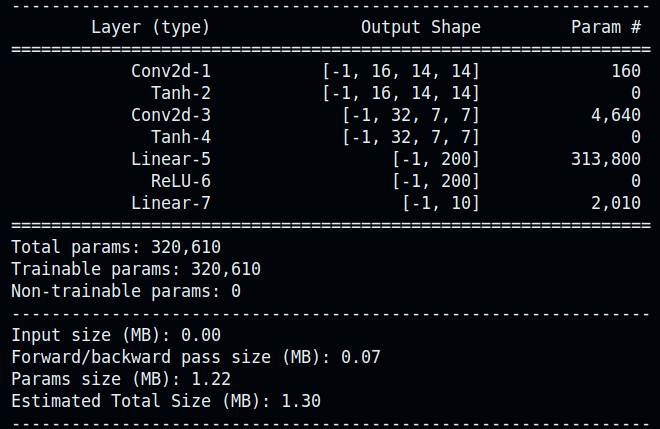 ----------------------------------------------------------------
        Layer (type)               Output Shape         Param #
================================================================
            Conv2d-1           [-1, 16, 14, 14]             160
              Tanh-2           [-1, 16, 14, 14]               0
            Conv2d-3             [-1, 32, 7, 7]           4,640
              Tanh-4             [-1, 32, 7, 7]               0
            Linear-5                  [-1, 200]         313,800
              ReLU-6                  [-1, 200]               0
            Linear-7                   [-1, 10]           2,010
================================================================
Total params: 320,610
Trainable params: 320,610
Non-trainable params: 0
----------------------------------------------------------------
Input size (MB): 0.00
Forward/backward pass size (MB): 0.07
Params size (MB): 1.22
Estimated Total Size (MB): 1.30
----------------------------------------------------------------